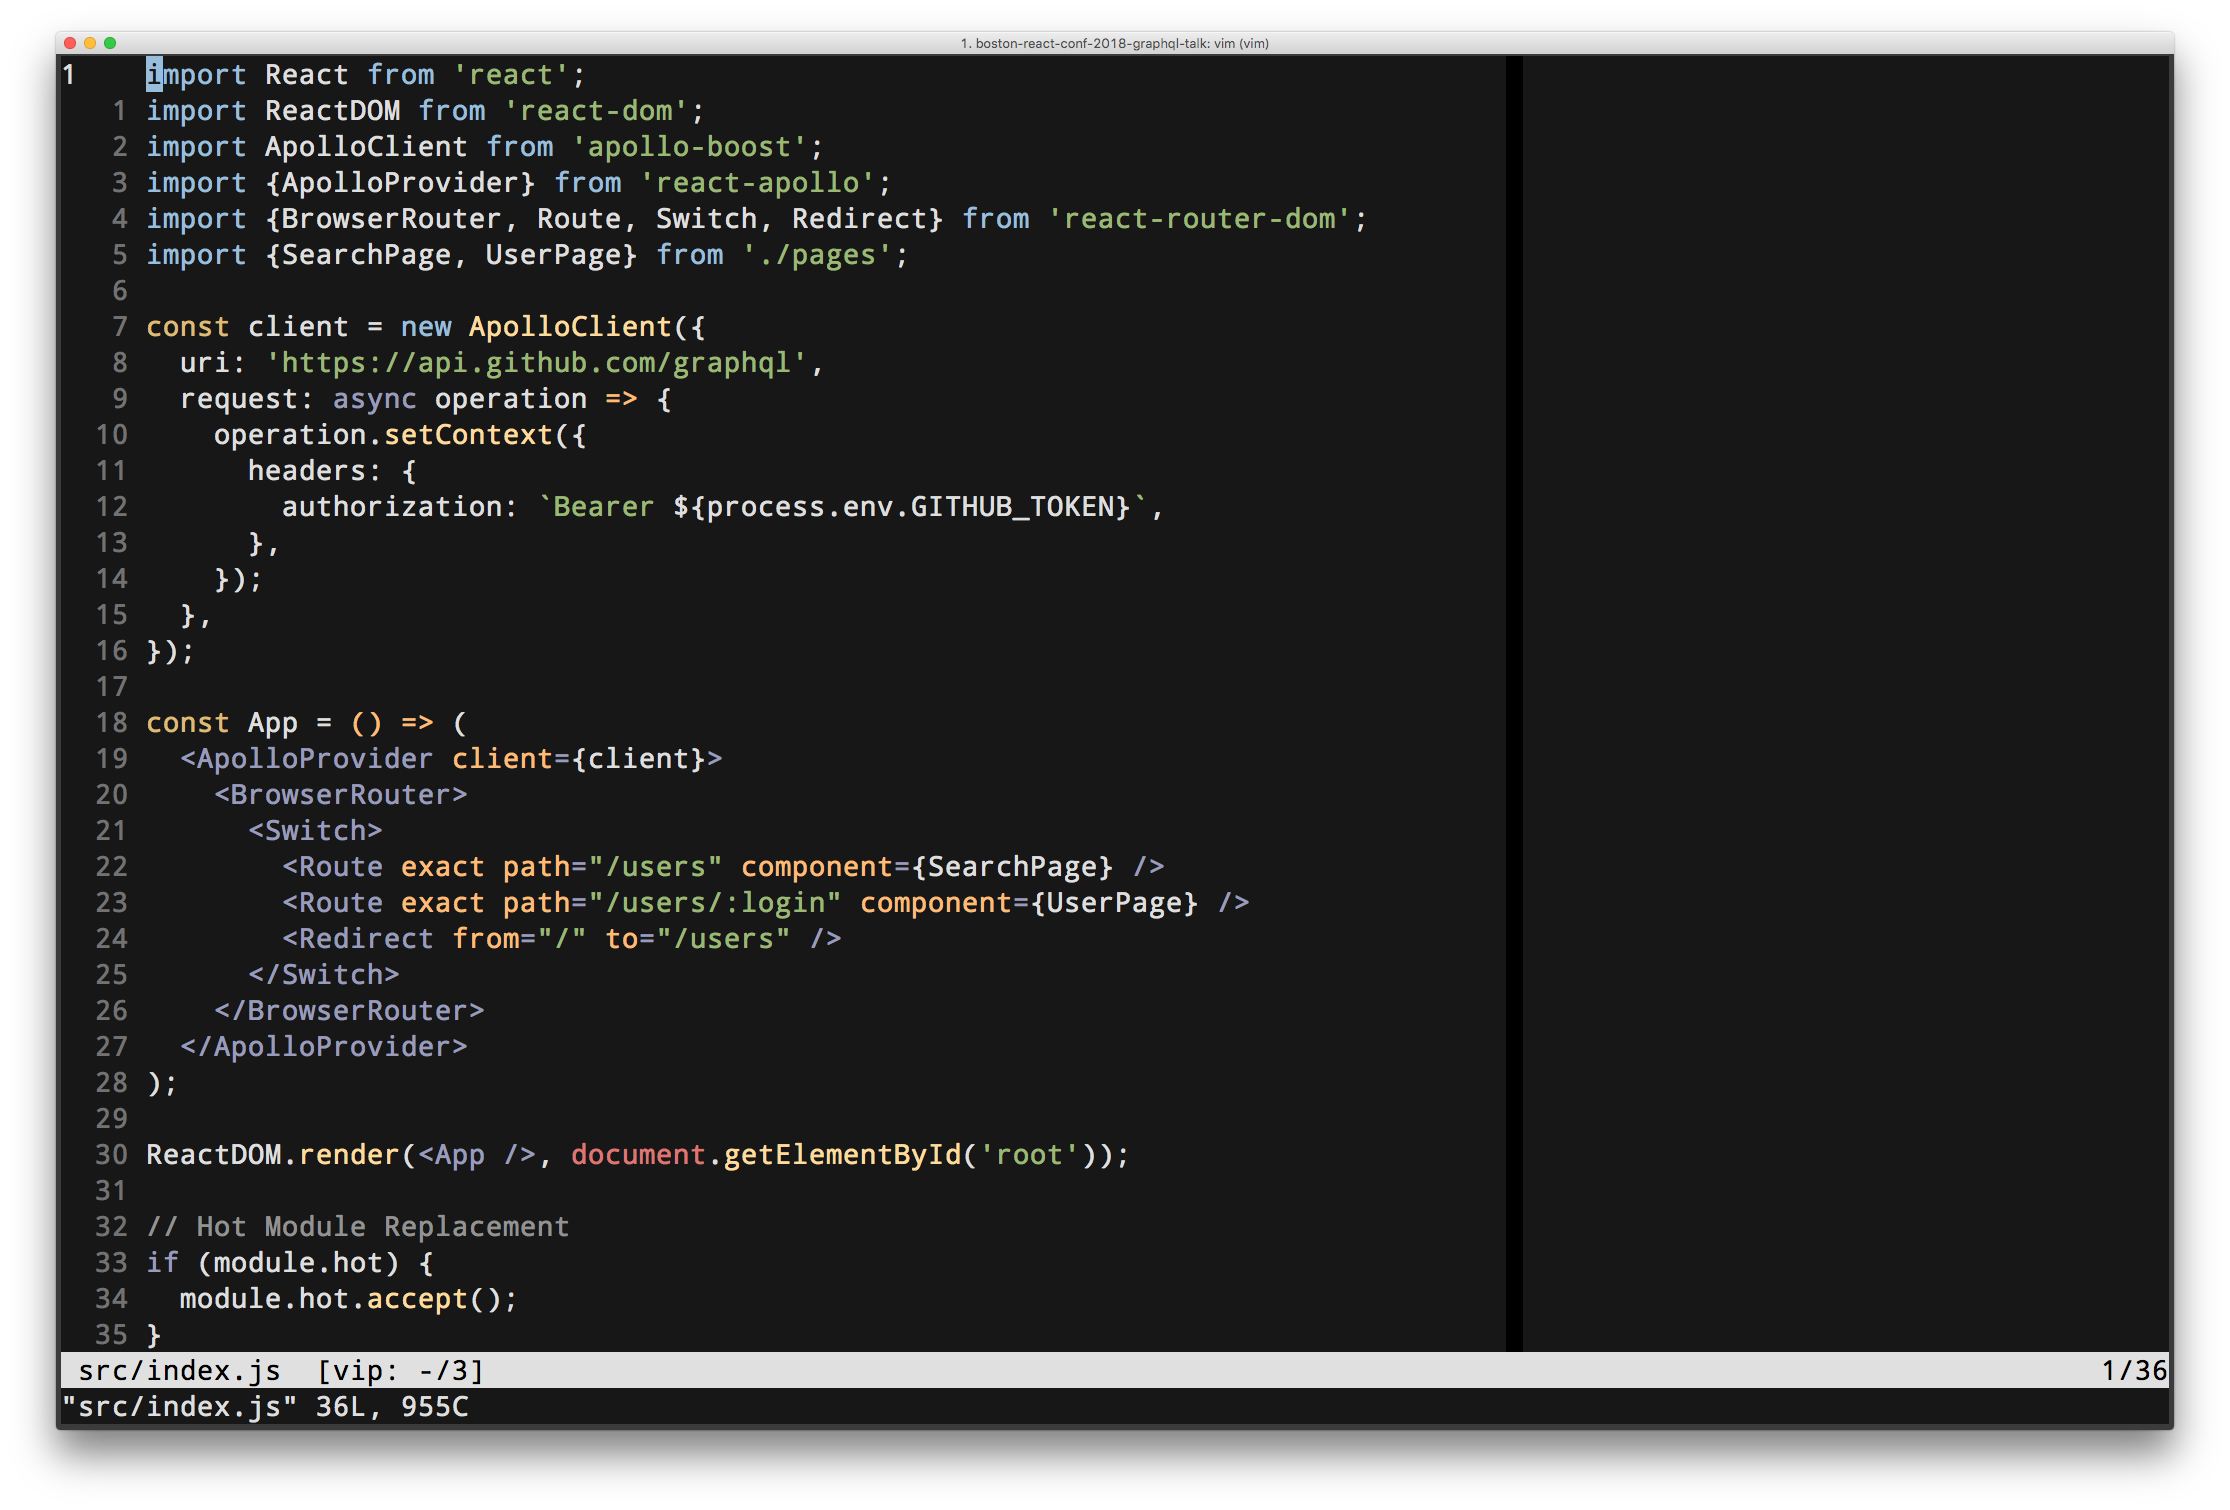 1. boston-react-conf-2018-graphql-talk: vim (vim)
1 import React from 'react';
1 import ReactDOM from 'react-dom';
2 import ApolloClient from 'apollo-boost';
3 import {ApolloProvider} from 'react-apollo';
4 import {BrowserRouter, Route, Switch, Redirect} from 'react-router-dom';
5 import {SearchPage, UserPage} from './pages';
6
7 const client = new ApolloClient({
8   uri: 'https://api.github.com/graphql',
9   request: async operation => {
10     operation.setContext({
11       headers: {
12         authorization: `Bearer ${process.env.GITHUB_TOKEN}`,
13       },
14     });
15   },
16 });
17
18 const App = () => (
19   <ApolloProvider client={client}>
20     <BrowserRouter>
21       <Switch>
22         <Route exact path="/users" component={SearchPage} />
23         <Route exact path="/users/:login" component={UserPage} />
24         <Redirect from="/" to="/users" />
25       </Switch>
26     </BrowserRouter>
27   </ApolloProvider>
28 );
29
30 ReactDOM.render(<App />, document.getElementById('root'));
31
32 // Hot Module Replacement
33 if (module.hot) {
34   module.hot.accept();
35 }
src/index.js [vip: -/3] 1/36
"src/index.js" 36L, 955C